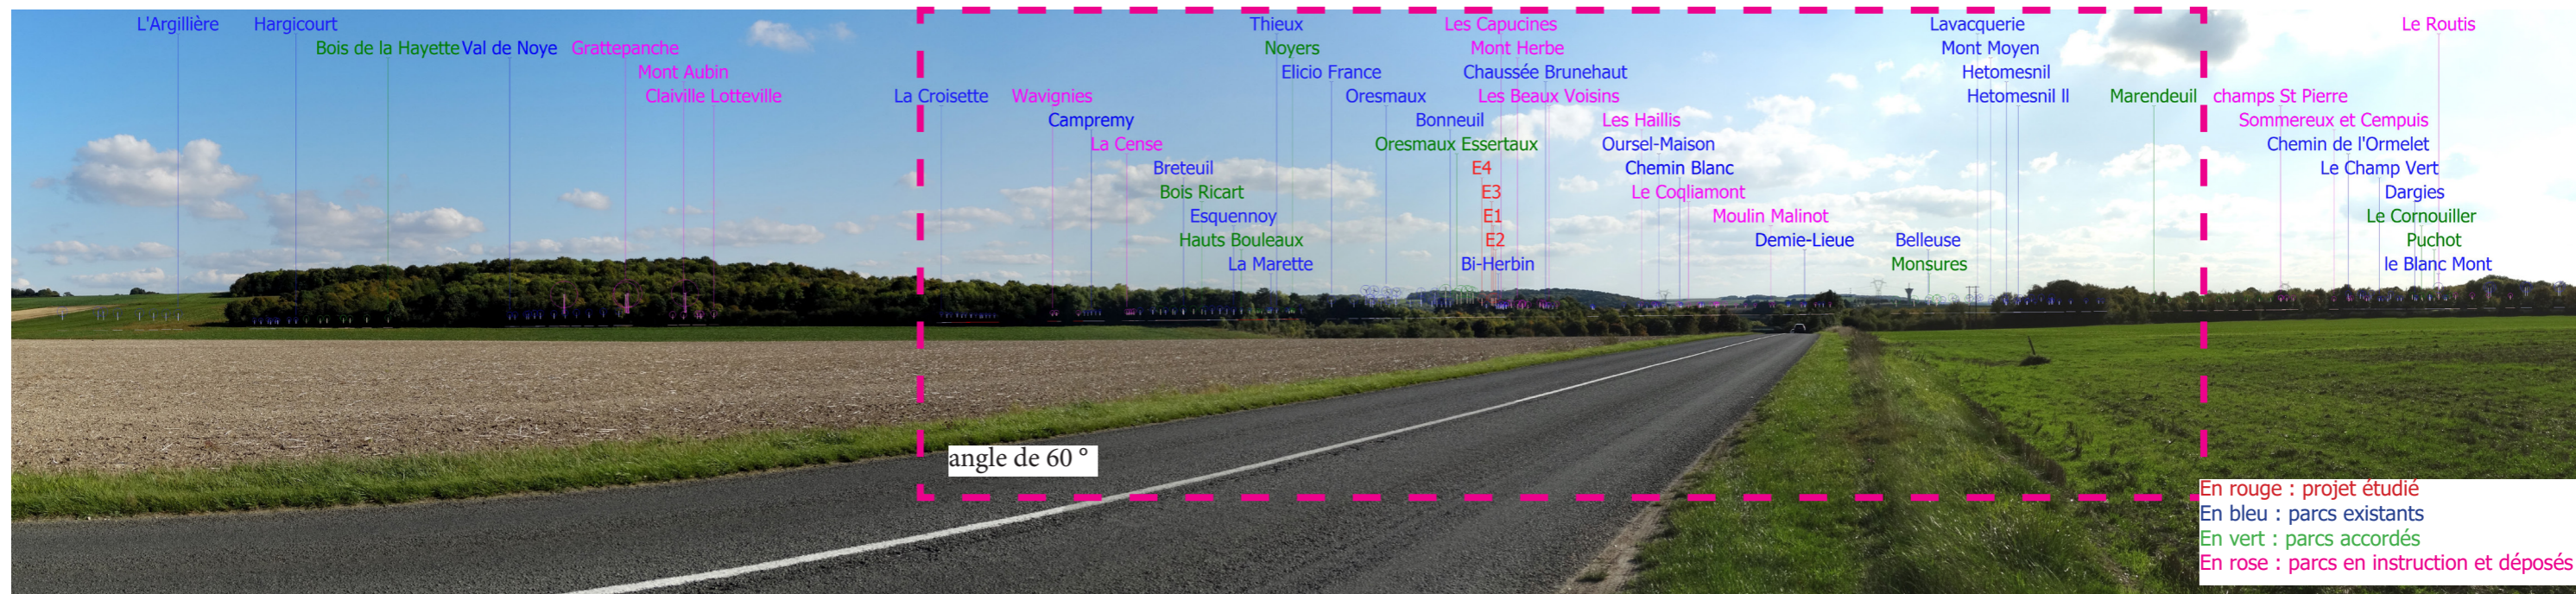 L'Argillière
Hargicourt
Bois de la Hayette
Val de Noye
Grattepanche
Mont Aubin
Claiville Lotteville
La Croisette
Wavignies
Campremy
La Cense
Breteuil
Bois Ricart
Esquennoy
Hauts Bouleaux
La Marette
Thieux
Noyers
Elicio France
Oresmaux
Bonneuil
Oresmaux Essertaux
E4
E3
E1
E2
Bi-Herbin
Les Capucines
Mont Herbe
Chaussée Brunehaut
Les Beaux Voisins
Les Haillis
Oursel-Maison
Chemin Blanc
Le Coqliamont
Moulin Malinot
Demie-Lieue
Belleuse
Monsures
Lavacquerie
Mont Moyen
Hetomesnil
Hetomesnil II
Marendeuil
champs St Pierre
Sommereux et Cempuis
Chemin de l'Ormelet
Le Champ Vert
Dargies
Le Cornouiller
Puchot
le Blanc Mont
Le Routis
angle de 60 °
En rouge : projet étudié
En bleu : parcs existants
En vert : parcs accordés
En rose : parcs en instruction et déposés